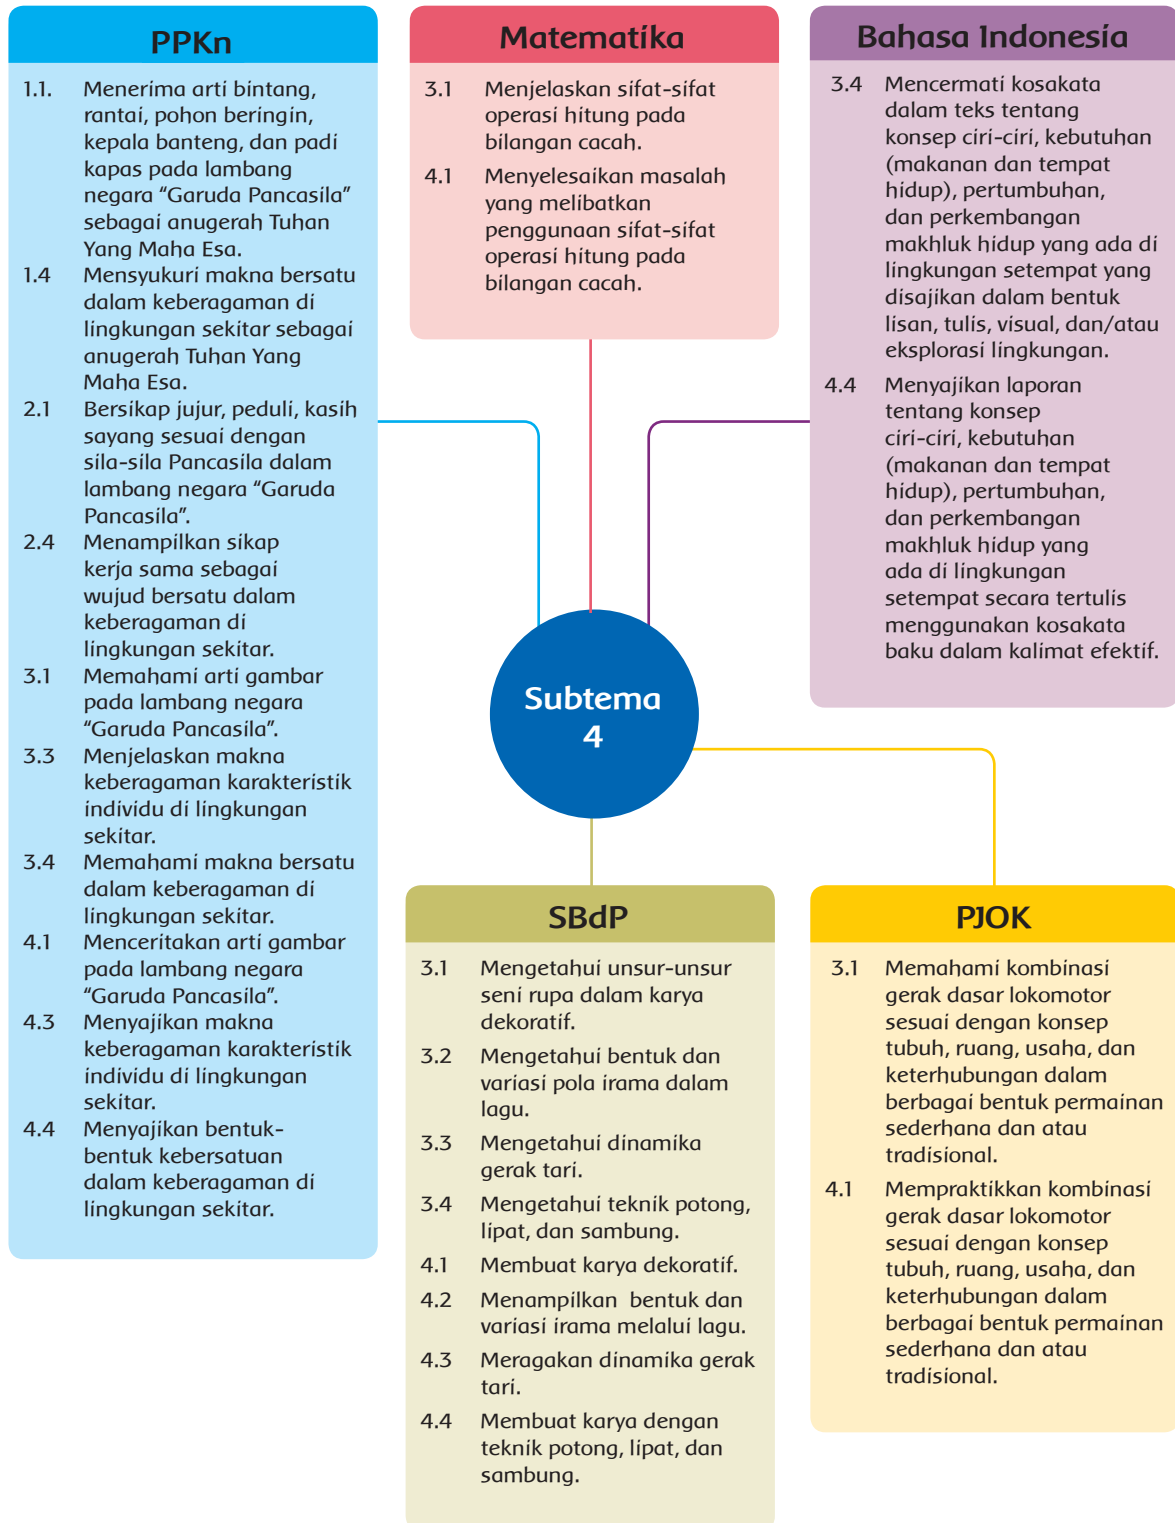 PPKn
1.1. Menerima arti bintang,
rantai, pohon beringin,
kepala banteng, dan padi
kapas pada lambang
negara “Garuda Pancasila”
sebagai anugerah Tuhan
Yang Maha Esa.
1.4 Mensyukuri makna bersatu
dalam keberagaman di
lingkungan sekitar sebagai
anugerah Tuhan Yang
Maha Esa.
2.1 Bersikap jujur, peduli, kasih
sayang sesuai dengan
sila-sila Pancasila dalam
lambang negara “Garuda
Pancasila”.
2.4 Menampilkan sikap
kerja sama sebagai
wujud bersatu dalam
keberagaman di
lingkungan sekitar.
3.1 Memahami arti gambar
pada lambang negara
“Garuda Pancasila”.
3.3 Menjelaskan makna
keberagaman karakteristik
individu di lingkungan
sekitar.
3.4 Memahami makna bersatu
dalam keberagaman di
lingkungan sekitar.
4.1 Menceritakan arti gambar
pada lambang negara
“Garuda Pancasila”.
4.3 Menyajikan makna
keberagaman karakteristik
individu di lingkungan
sekitar.
4.4 Menyajikan bentuk-
bentuk kebersatuan
dalam keberagaman di
lingkungan sekitar.
Matematika
3.1 Menjelaskan sifat-sifat
operasi hitung pada
bilangan cacah.
4.1 Menyelesaikan masalah
yang melibatkan
penggunaan sifat-sifat
operasi hitung pada
bilangan cacah.
Bahasa Indonesia
3.4 Mencermati kosakata
dalam teks tentang
konsep ciri-ciri, kebutuhan
(makanan dan tempat
hidup), pertumbuhan,
dan perkembangan
makhluk hidup yang ada di
lingkungan setempat yang
disajikan dalam bentuk
lisan, tulis, visual, dan/atau
eksplorasi lingkungan.
4.4 Menyajikan laporan
tentang konsep
ciri-ciri, kebutuhan
(makanan dan tempat
hidup), pertumbuhan,
dan perkembangan
makhluk hidup yang
ada di lingkungan
setempat secara tertulis
menggunakan kosakata
baku dalam kalimat efektif.
Subtema
4
SBdP
3.1 Mengetahui unsur-unsur
seni rupa dalam karya
dekoratif.
3.2 Mengetahui bentuk dan
variasi pola irama dalam
lagu.
3.3 Mengetahui dinamika
gerak tari.
3.4 Mengetahui teknik potong,
lipat, dan sambung.
4.1 Membuat karya dekoratif.
4.2 Menampilkan bentuk dan
variasi irama melalui lagu.
4.3 Meragakan dinamika gerak
tari.
4.4 Membuat karya dengan
teknik potong, lipat, dan
sambung.
PJOK
3.1 Memahami kombinasi
gerak dasar lokomotor
sesuai dengan konsep
tubuh, ruang, usaha, dan
keterhubungan dalam
berbagai bentuk permainan
sederhana dan atau
tradisional.
4.1 Mempraktikkan kombinasi
gerak dasar lokomotor
sesuai dengan konsep
tubuh, ruang, usaha, dan
keterhubungan dalam
berbagai bentuk permainan
sederhana dan atau
tradisional.